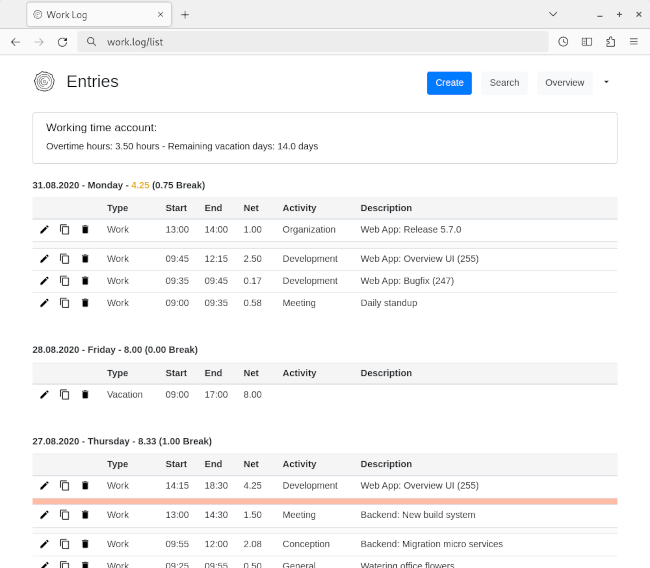 Work Log
work.log/list
Entries
Create
Search
Overview
Working time account:
Overtime hours: 3.50 hours - Remaining vacation days: 14.0 days
31.08.2020 - Monday - 4.25 (0.75 Break)
Type Start End Net Activity Description
Work 13:00 14:00 1.00 Organization Web App: Release 5.7.0
Work 09:45 12:15 2.50 Development Web App: Overview UI (255)
Work 09:35 09:45 0.17 Development Web App: Bugfix (247)
Work 09:00 09:35 0.58 Meeting Daily standup
28.08.2020 - Friday - 8.00 (0.00 Break)
Type Start End Net Activity Description
Vacation 09:00 17:00 8.00
27.08.2020 - Thursday - 8.33 (1.00 Break)
Type Start End Net Activity Description
Work 14:15 18:30 4.25 Development Web App: Overview UI (255)
Work 13:00 14:30 1.50 Meeting Backend: New build system
Work 09:55 12:00 2.08 Conception Backend: Migration micro services
Work 09:25 09:55 0.50 General Watering office flowers